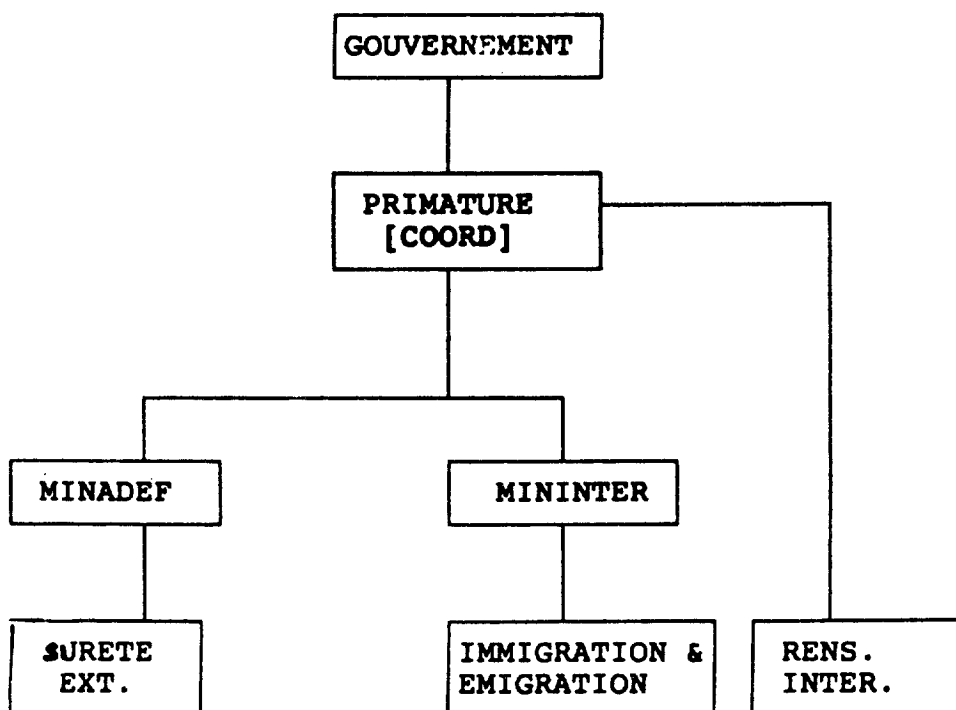 GOUVERNEMENT
PRIMATURE
[COORD]
MINADEF
MININTER
SURETE
EXT.
IMMIGRATION &
EMIGRATION
RENS.
INTER.